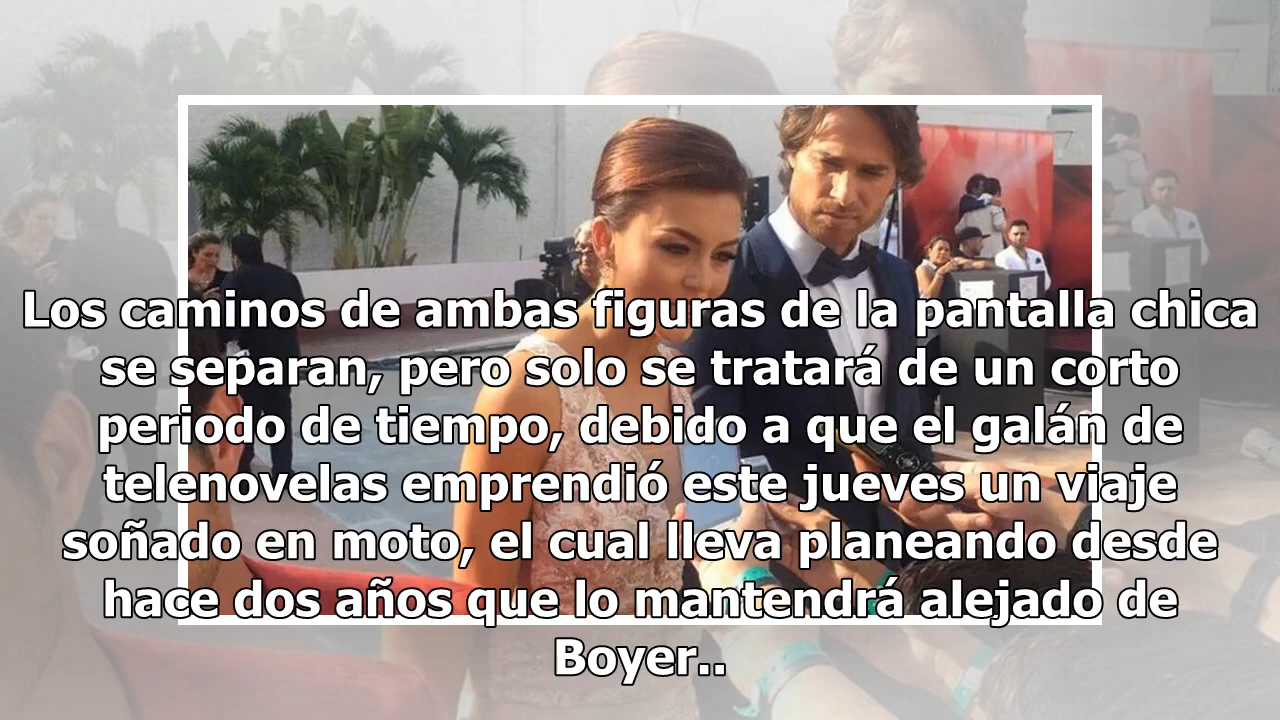 Los caminos de ambas figuras de la pantalla chica
se separan, pero solo se tratará de un corto
periodo de tiempo, debido a que el galán de
telenovelas emprendió este jueves un viaje
soñado en moto, el cual lleva planeando desde
hace dos años que lo mantendrá alejado de
Boyer..